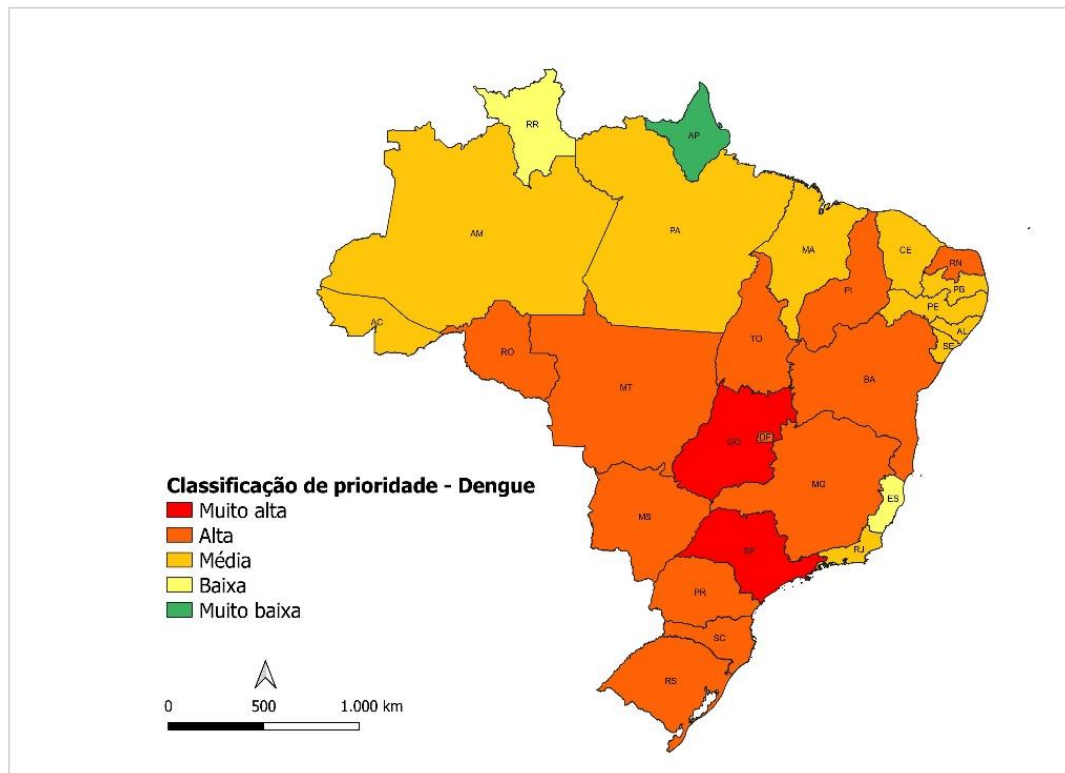 RR
AP
AM
PA
MA
CE
RN
PB
PE
PI
AL
SE
AC
TO
RO
BA
MT
GO
DF
MG
ES
MS
SP
RJ
PR
SC
RS
Classificação de prioridade - Dengue
Muito alta
Alta
Média
Baixa
Muito baixa
0 500 1.000 km